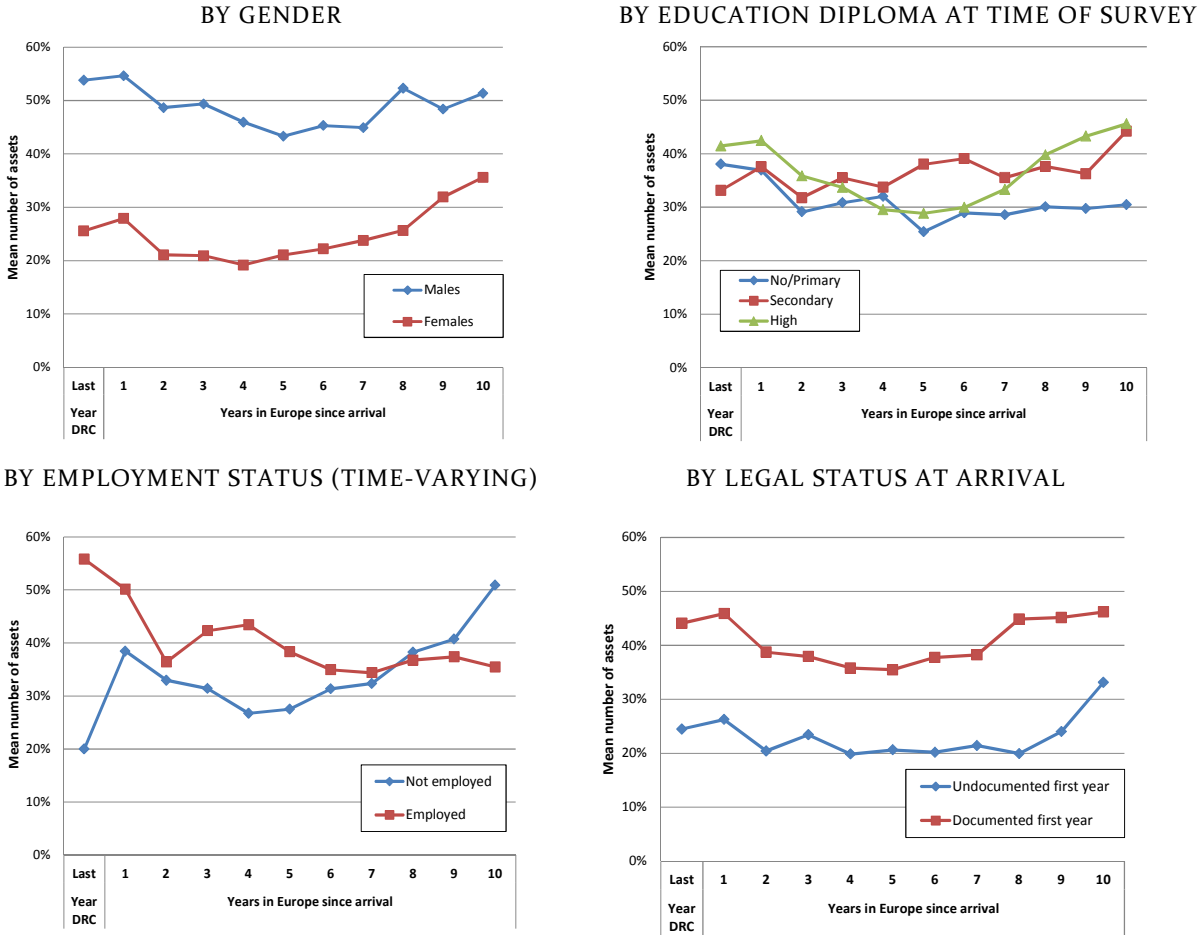 BY GENDER
60%
50%
40%
30%
20%
10%
0%
Mean number of assets
Males
Females
Last 1 2 3 4 5 6 7 8 9 10
Year Years in Europe since arrival
DRC
BY EDUCATION DIPLOMA AT TIME OF SURVEY
60%
50%
40%
30%
20%
10%
0%
Mean number of assets
No/Primary
Secondary
High
Last 1 2 3 4 5 6 7 8 9 10
Year Years in Europe since arrival
DRC
BY EMPLOYMENT STATUS (TIME-VARYING)
60%
50%
40%
30%
20%
10%
0%
Mean number of assets
Not employed
Employed
Last 1 2 3 4 5 6 7 8 9 10
Year Years in Europe since arrival
DRC
BY LEGAL STATUS AT ARRIVAL
60%
50%
40%
30%
20%
10%
0%
Mean number of assets
Undocumented first year
Documented first year
Last 1 2 3 4 5 6 7 8 9 10
Year Years in Europe since arrival
DRC